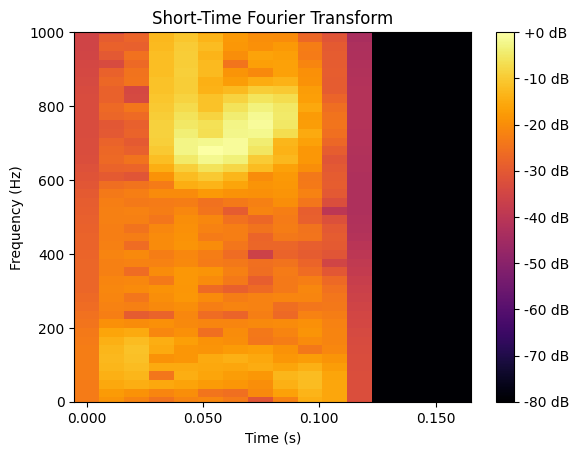 Short-Time Fourier Transform
1000
800
600
400
200
0
Frequency (Hz)
0.000
0.050
0.100
0.150
Time (s)
+0 dB
-10 dB
-20 dB
-30 dB
-40 dB
-50 dB
-60 dB
-70 dB
-80 dB